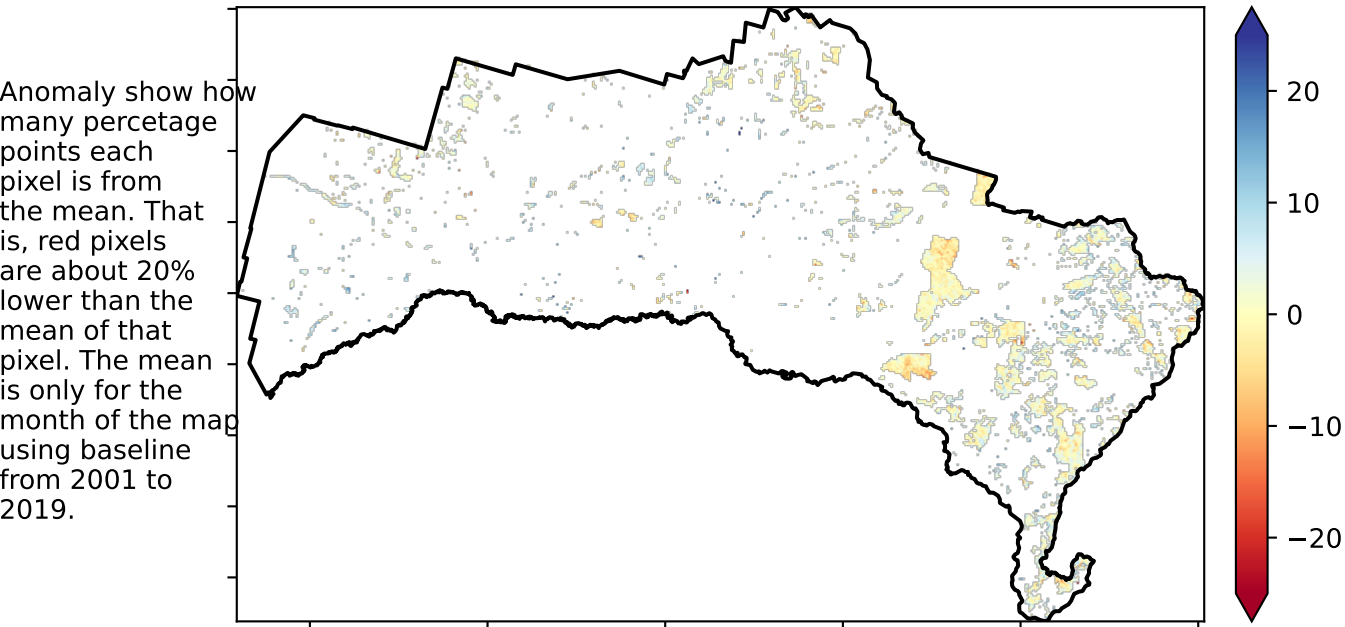 Anomaly show how
many percetage
points each
pixel is from
the mean. That
is, red pixels
are about 20%
lower than the
mean of that
pixel. The mean
is only for the
month of the map
using baseline
from 2001 to
2019.
20
10
0
−10
−20